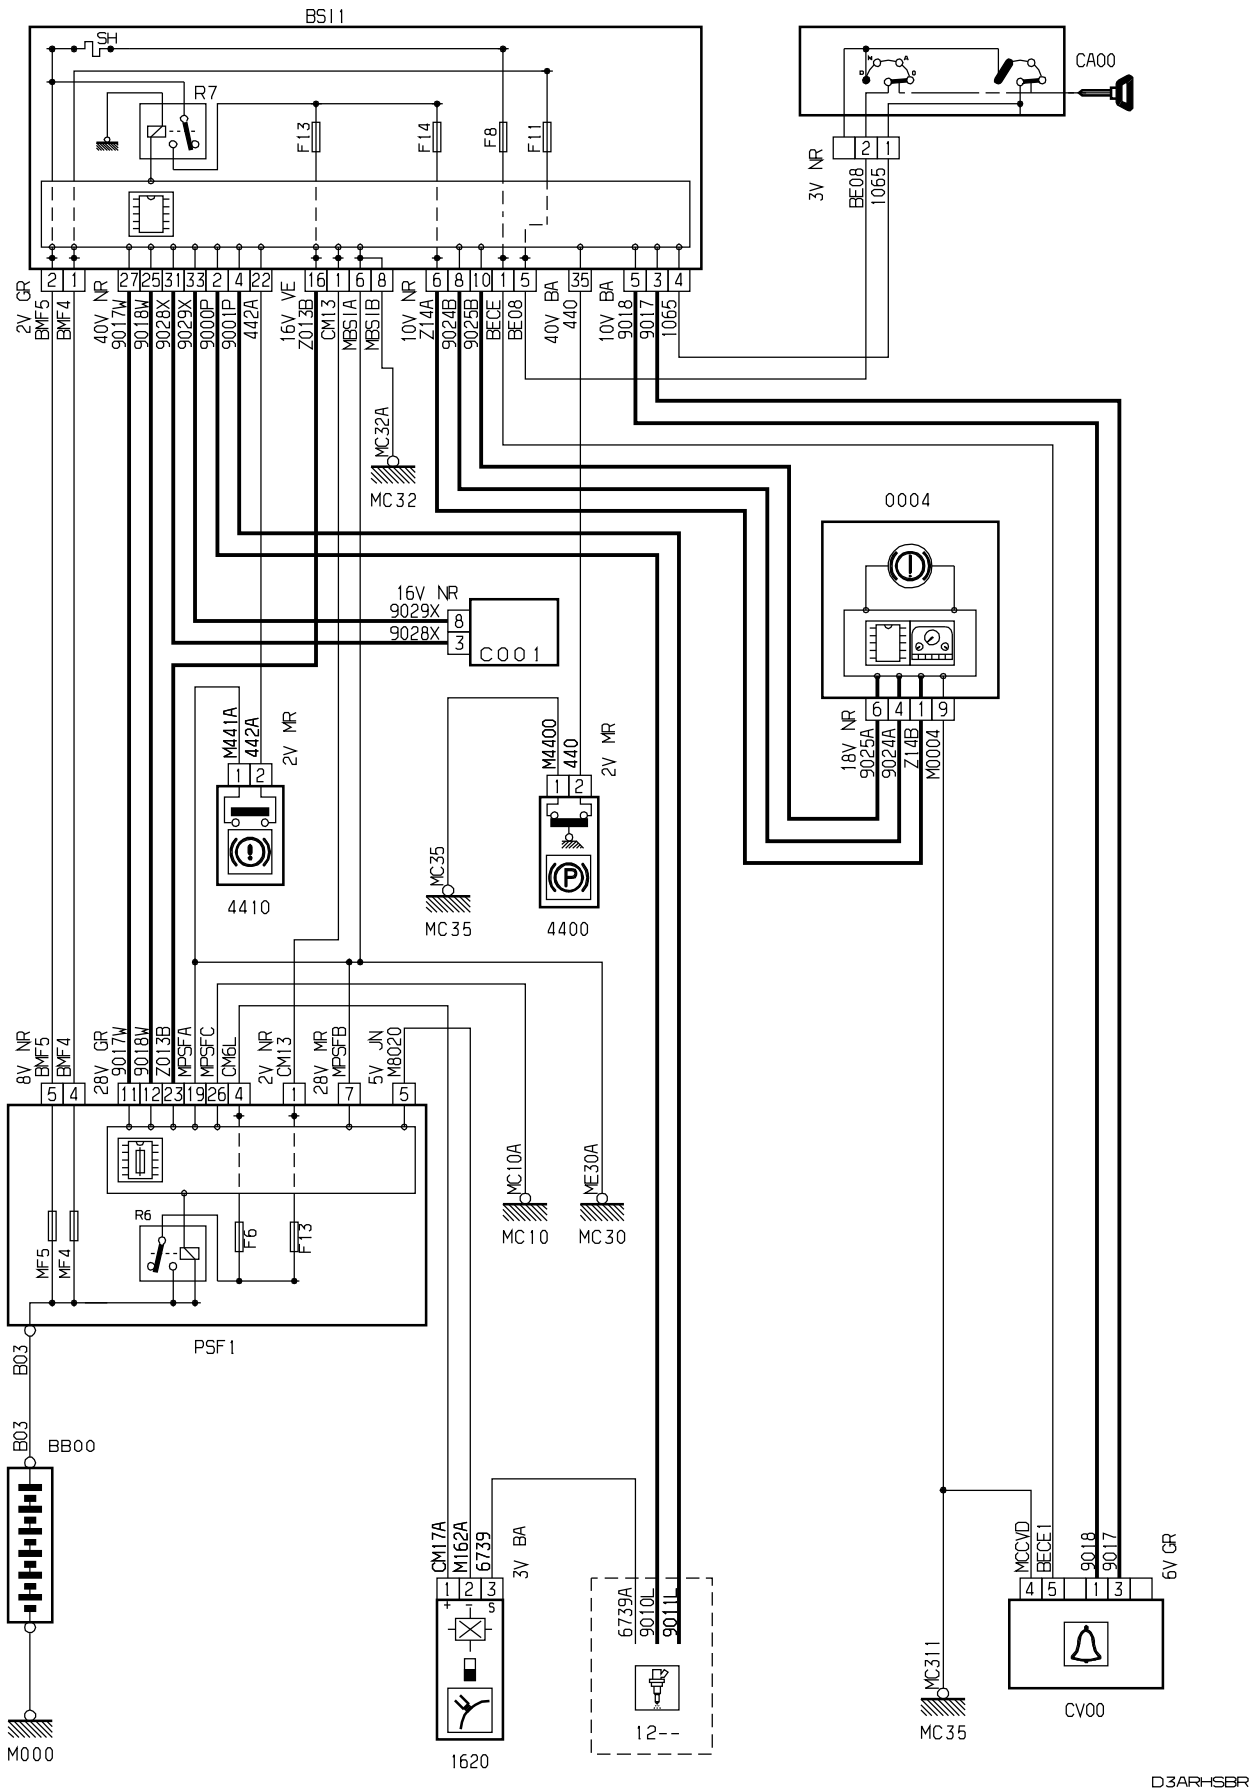 BSI1
SH
R7
F13
F14
F8
F11
CA00
N
A
D
D
2
1
3V NR
BE08
1065
2
1
27
25
31
33
2
4
22
16
1
6
8
6
8
10
1
5
35
5
3
4
2V GR
BMF5
BMF4
40V NR
9017W
9018W
9028X
9029X
9000P
9001P
442A
16V VE
Z013B
CM13
MBSIA
MBSIB
10V NR
Z14A
9024B
9025B
BECE
BE08
40V BA
440
10V BA
9018
9017
1065
MC32A
MC32
0004
16V NR
9029X
9028X
8
3
C001
6
4
1
9
18V NR
9025A
9024A
Z14B
M0004
M441A
442A
2V MR
1
2
4410
M4400
440
2V MR
1
2
P
4400
MC35
MC35
8V NR
BMF5
BMF4
28V GR
9017W
9018W
Z013B
MPSFA
MPSFC
CM6L
2V NR
CM13
28V MR
MPSFB
5V JN
M8020
5
4
11
12
23
19
26
4
1
7
5
R6
MF5
MF4
F6
F13
PSF1
MC10A
MC10
ME30A
MC30
B03
B03
BB00
M000
CM17A
M162A
6739
3V BA
1
2
3
+
–
S
1620
6739A
9010L
9011L
12--
MC311
MC35
MCCVD
BECE1
9018
9017
6V GR
4
5
1
3
CV00
D3ARHSBR